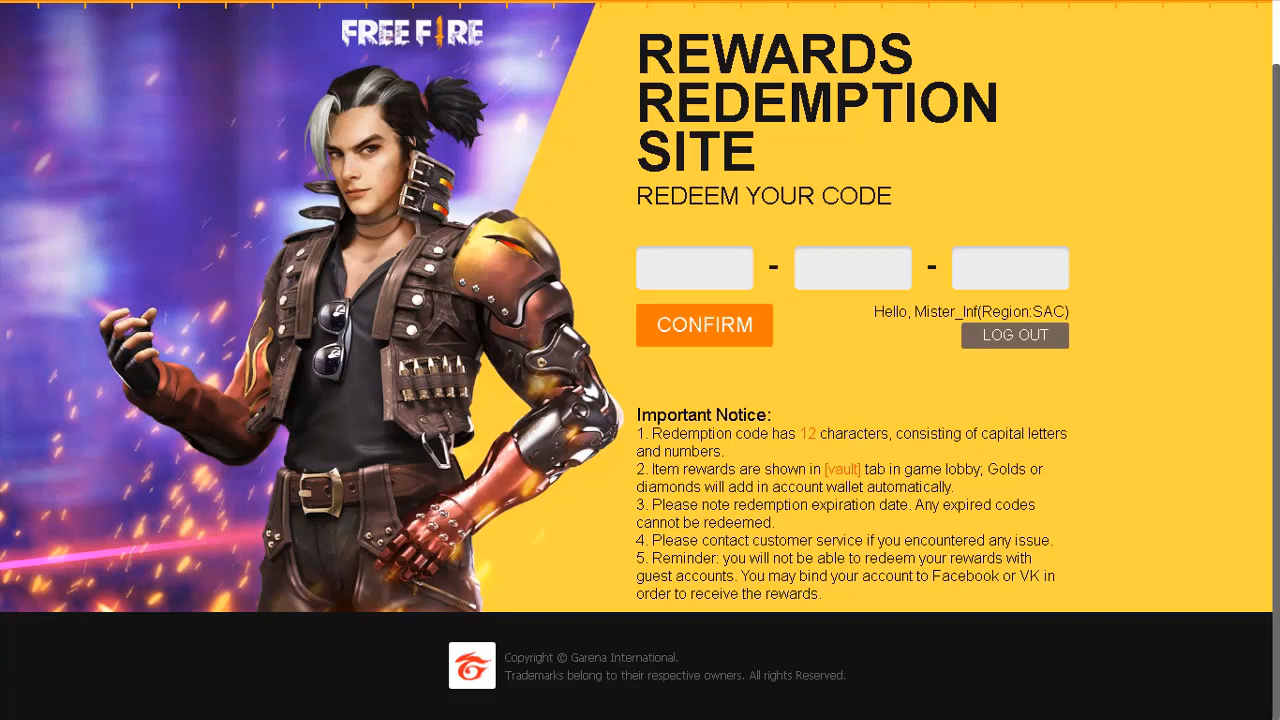 FREE FIRE
REWARDS
REDEMPTION
SITE
REDEEM YOUR CODE
- -
CONFIRM
Hello, Mister_Inf(Region:SAC)
LOG OUT
Important Notice:
1. Redemption code has 12 characters, consisting of capital letters
and numbers.
2. Item rewards are shown in [vault] tab in game lobby; Golds or
diamonds will add in account wallet automatically.
3. Please note redemption expiration date. Any expired codes
cannot be redeemed.
4. Please contact customer service if you encountered any issue.
5. Reminder: you will not be able to redeem your rewards with
guest accounts. You may bind your account to Facebook or VK in
order to receive the rewards.
Copyright © Garena International.
Trademarks belong to their respective owners. All rights Reserved.